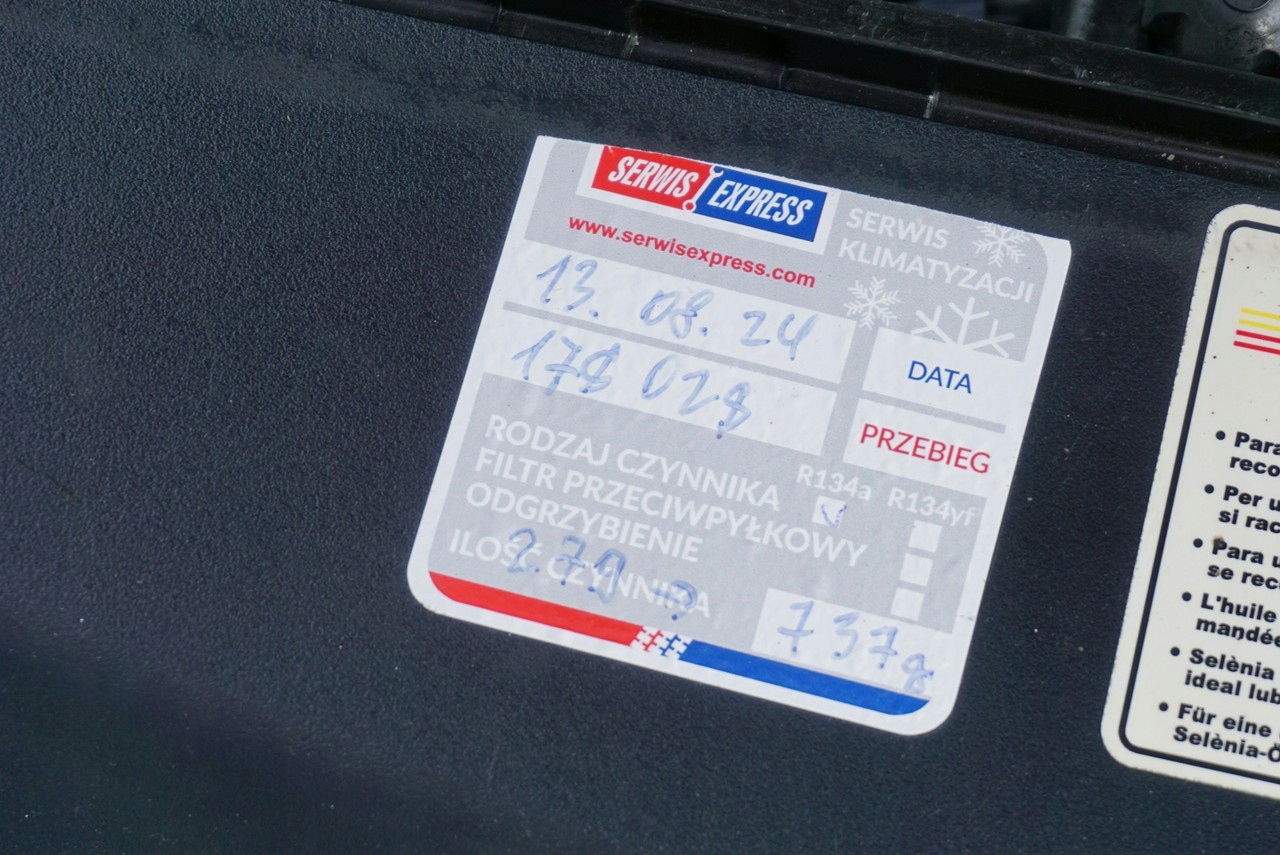 SERWIS EXPRESS
www.serwisexpress.com
SERWIS
KLIMATYZACJI
13. 08. 24
DATA
178 028
PRZEBIEG
RODZAJ CZYNNIKA R134a R134yf
FILTR PRZECIWPYŁKOWY
ODGRZYBIENIE
ILOŚĆ CZYNNIKA
737g
Para
reco
Per u
si rac
Para u
se reco
L'huile
mandée
Selènia
ideal lub
Für eine
Selènia-Ö